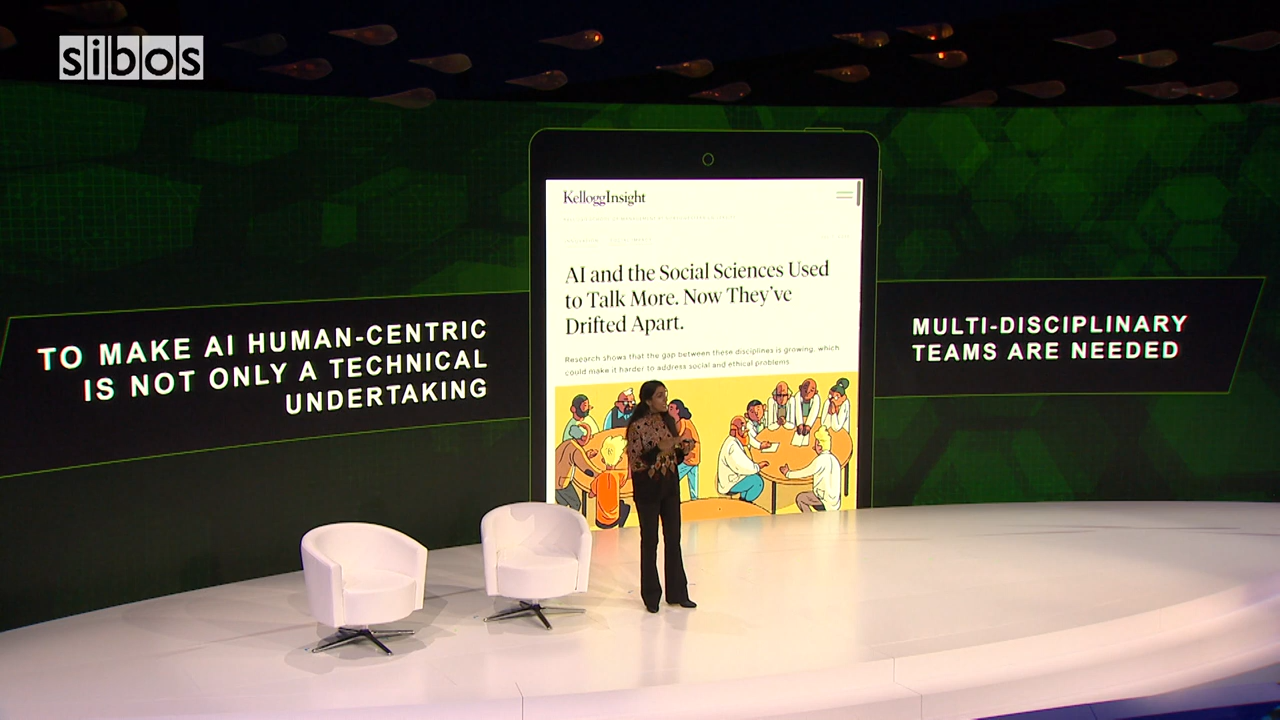 sibos
KelloggInsight
AI and the Social Sciences Used
to Talk More. Now They've
Drifted Apart.
Research shows that the gap between these disciplines is growing, which
could make it harder to address social and ethical problems
TO MAKE AI HUMAN-CENTRIC
IS NOT ONLY A TECHNICAL
UNDERTAKING
MULTI-DISCIPLINARY
TEAMS ARE NEEDED